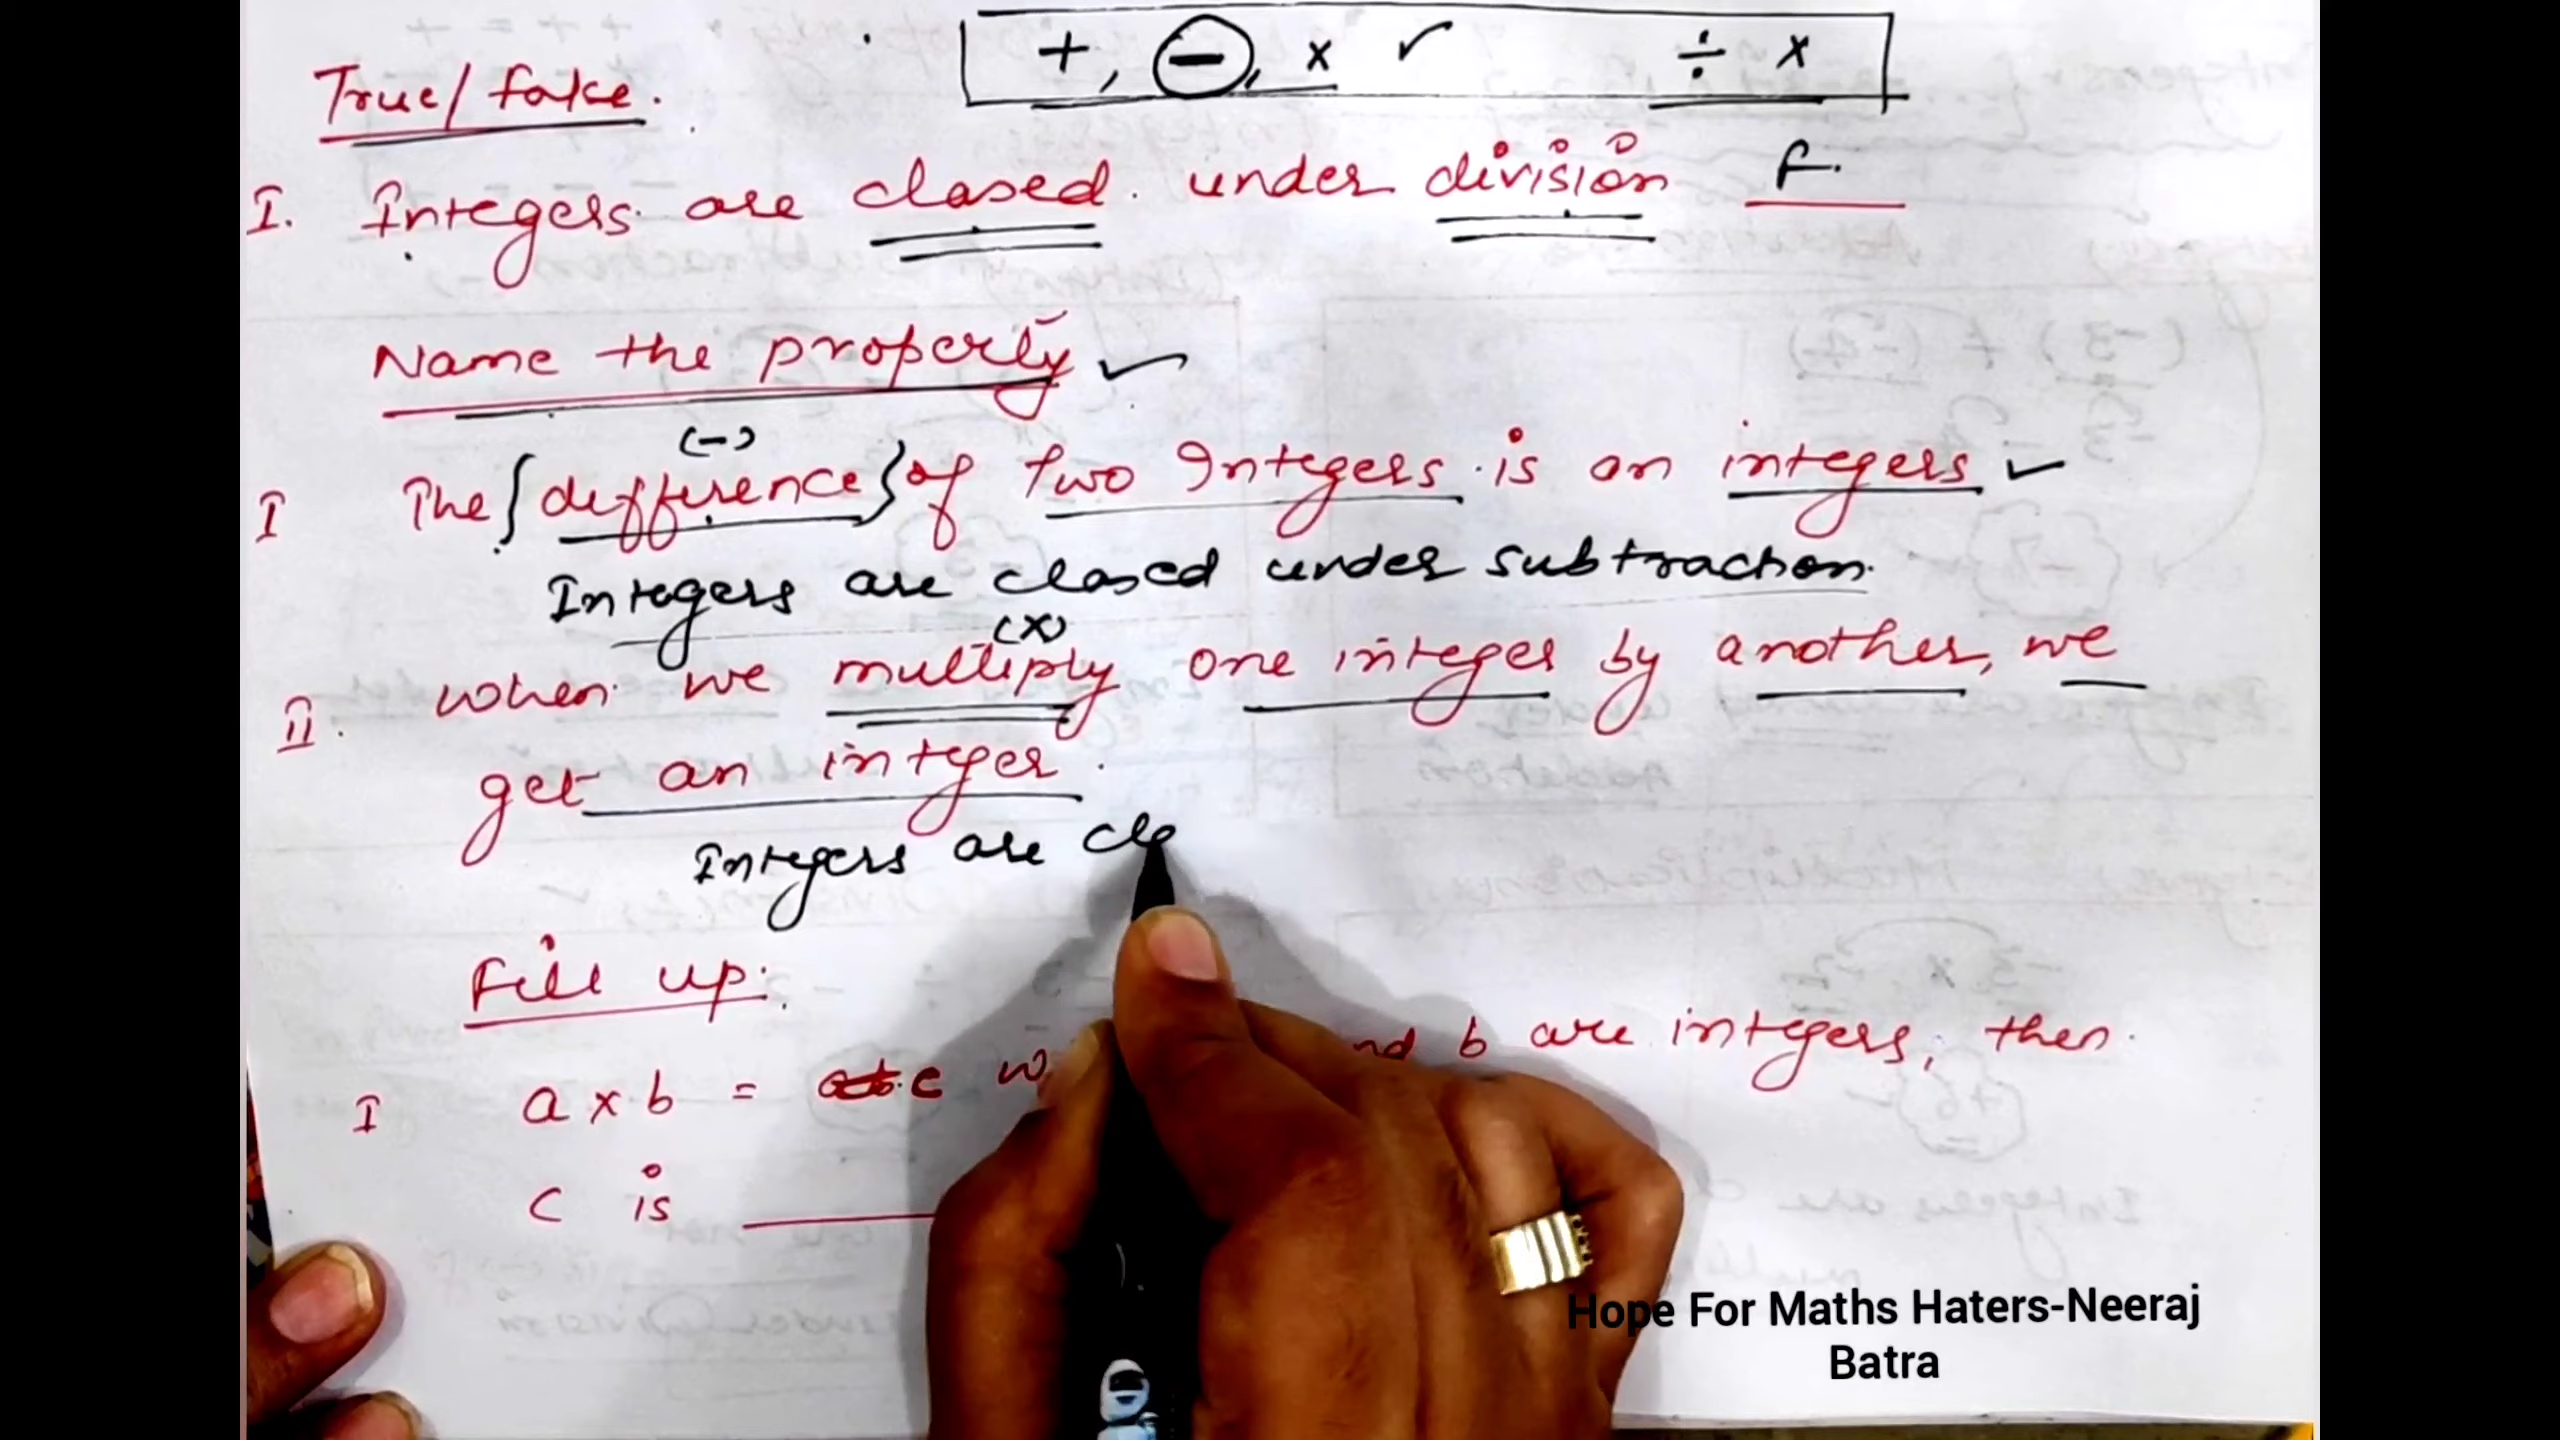 +, -, x ✓ ÷ x
True/false.
I. Integers are closed under division F.
Name the property ✓
(-)
I The {difference} of two Integers is an integers ✓
Integers are closed under subtraction.
(x)
II. When we multiply one integer by another, we
get an integer.
Integers are clo
Fill up:
I a x b = c b are integers, then
c is ____
Hope For Maths Haters-Neeraj
Batra